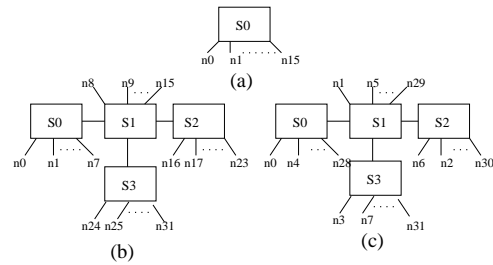 S0
n0 n1 ....... n15
(a)
n8 n9 .... n15
S0 S1 S2
n0 n1 ..... n7 n16 n17 ..... n23
S3
n24 n25 .... n31
(b)
n1 n5 .... n29
S0 S1 S2
n0 n4 ..... n28 n6 n2 ..... n30
S3
n3 n7 .... n31
(c)